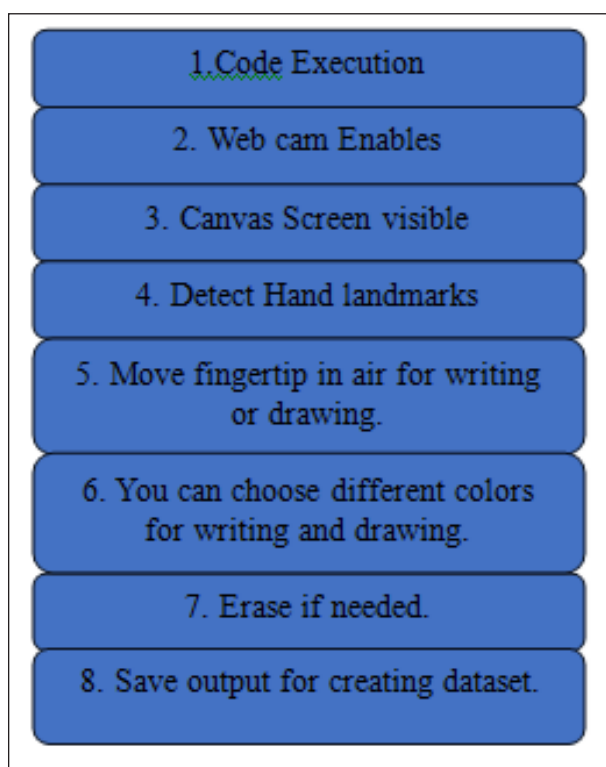 1.Code Execution
2. Web cam Enables
3. Canvas Screen visible
4. Detect Hand landmarks
5. Move fingertip in air for writing
or drawing.
6. You can choose different colors
for writing and drawing.
7. Erase if needed.
8. Save output for creating dataset.